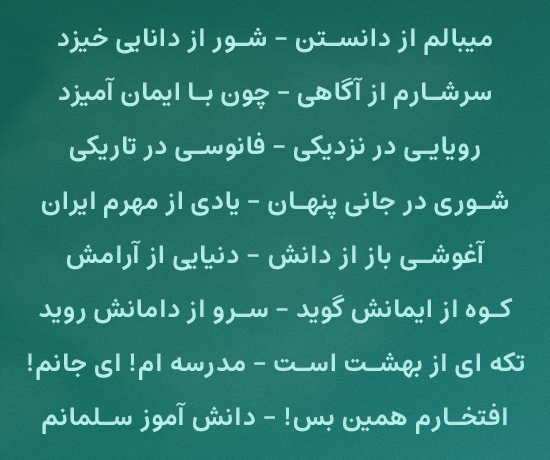 میبالم از دانستن - شور از دانایی خیزد
سرشارم از آگاهی - چون با ایمان آمیزد
رویایی در نزدیکی - فانوسی در تاریکی
شوری در جانی پنهان - یادی از مهرم ایران
آغوشی باز از دانش - دنیایی از آرامش
کوه از ایمانش گوید - سرو از دامانش روید
تکه ای از بهشت است - مدرسه ام! ای جانم!
افتخارم همین بس! - دانش آموز سلمانم